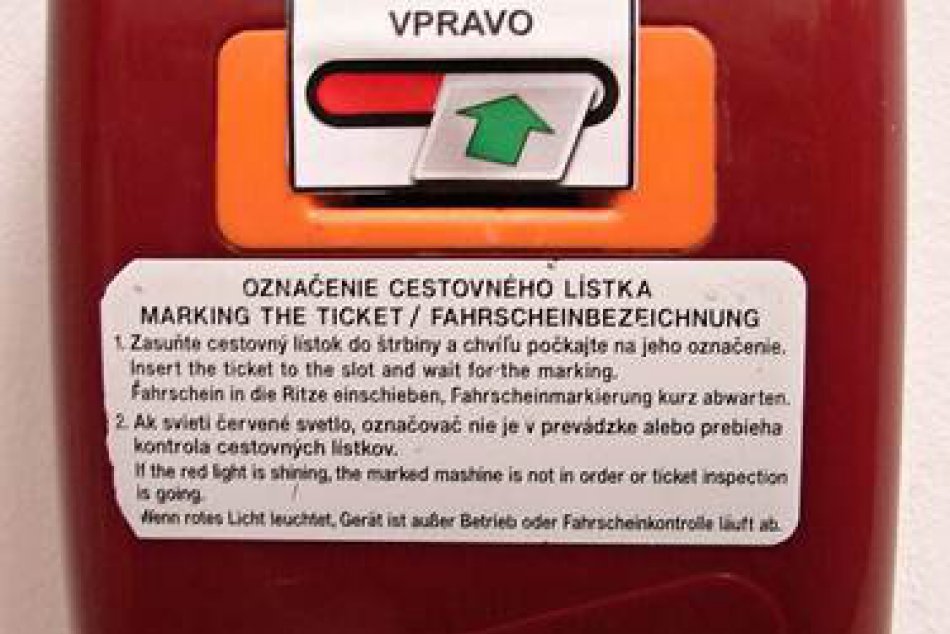 VPRAVO
OZNAČENIE CESTOVNÉHO LÍSTKA
MARKING THE TICKET / FAHRSCHEINBEZEICHNUNG
1. Zasuňte cestovný lístok do štrbiny a chvíľu počkajte na jeho označenie.
Insert the ticket to the slot and wait for the marking.
Fahrschein in die Ritze einschieben, Fahrscheinmarkierung kurz abwarten.
2. Ak svieti červené svetlo, označovač nie je v prevádzke alebo prebieha
kontrola cestovných lístkov.
If the red light is shining, the marked mashine is not in order or ticket inspection
is going.
Wenn rotes Licht leuchtet, Gerät ist außer Betrieb oder Fahrscheinkontrolle läuft ab.